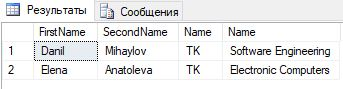 Результаты Сообщения
FirstName SecondName Name Name
1 Danil Mihaylov TK Software Engineering
2 Elena Anatoleva TK Electronic Computers